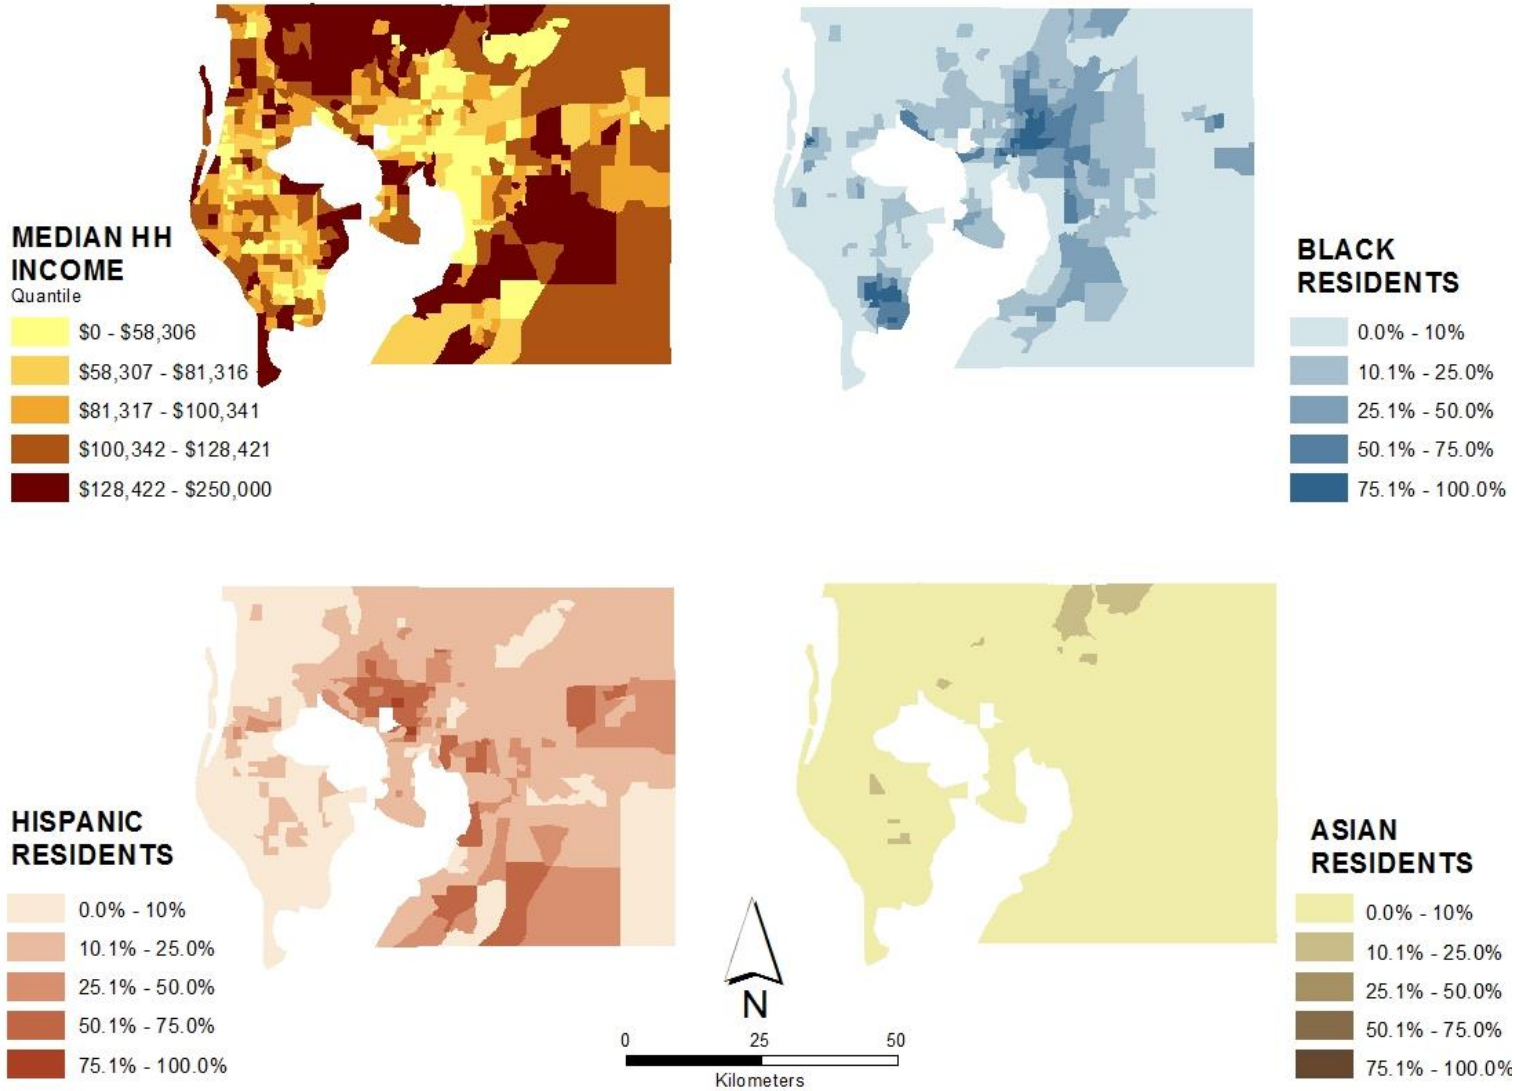 MEDIAN HH
INCOME
Quantile
$0 - $58,306
$58,307 - $81,316
$81,317 - $100,341
$100,342 - $128,421
$128,422 - $250,000
BLACK
RESIDENTS
0.0% - 10%
10.1% - 25.0%
25.1% - 50.0%
50.1% - 75.0%
75.1% - 100.0%
HISPANIC
RESIDENTS
0.0% - 10%
10.1% - 25.0%
25.1% - 50.0%
50.1% - 75.0%
75.1% - 100.0%
N
0 25 50
Kilometers
ASIAN
RESIDENTS
0.0% - 10%
10.1% - 25.0%
25.1% - 50.0%
50.1% - 75.0%
75.1% - 100.0%